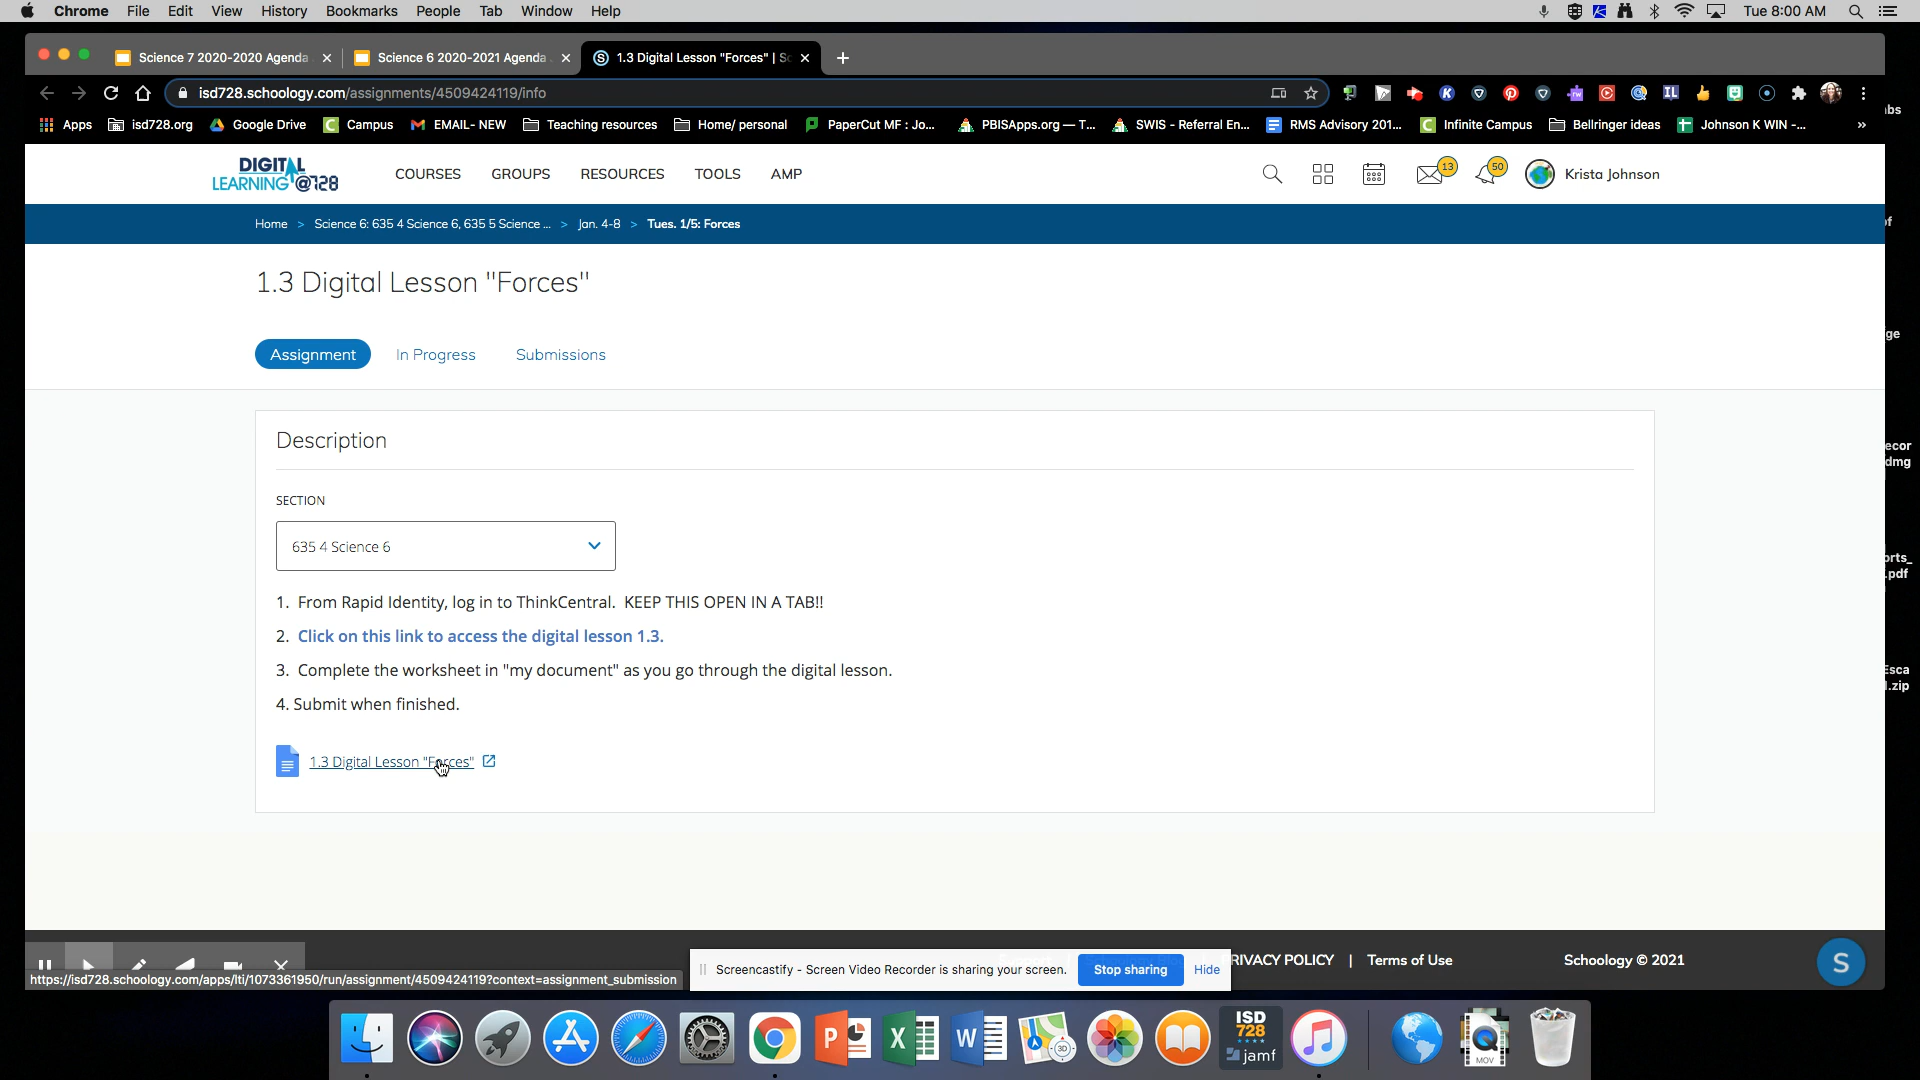 Chrome File Edit View History Bookmarks People Tab Window Help Tue 8:00 AM
Science 7 2020-2020 Agenda Science 6 2020-2021 Agenda 1.3 Digital Lesson "Forces" | Sc
isd728.schoology.com/assignments/4509424119/info
Apps isd728.org Google Drive Campus EMAIL- NEW Teaching resources Home/ personal PaperCut MF : Jo... PBISApps.org — T... SWIS - Referral En... RMS Advisory 201... Infinite Campus Bellringer ideas Johnson K WIN -... »
DIGITAL LEARNING @728
COURSES GROUPS RESOURCES TOOLS AMP 13 50 Krista Johnson
Home > Science 6: 635 4 Science 6, 635 5 Science ... > Jan. 4-8 > Tues. 1/5: Forces
1.3 Digital Lesson "Forces"
Assignment In Progress Submissions
Description
SECTION
635 4 Science 6
1. From Rapid Identity, log in to ThinkCentral. KEEP THIS OPEN IN A TAB!!
2. Click on this link to access the digital lesson 1.3.
3. Complete the worksheet in "my document" as you go through the digital lesson.
4. Submit when finished.
1.3 Digital Lesson "Forces"
RIVACY POLICY | Terms of Use Schoology © 2021
S
Screencastify - Screen Video Recorder is sharing your screen. Stop sharing Hide
https://isd728.schoology.com/apps/lti/1073361950/run/assignment/4509424119?context=assignment_submission
ISD
728
jamf
MOV